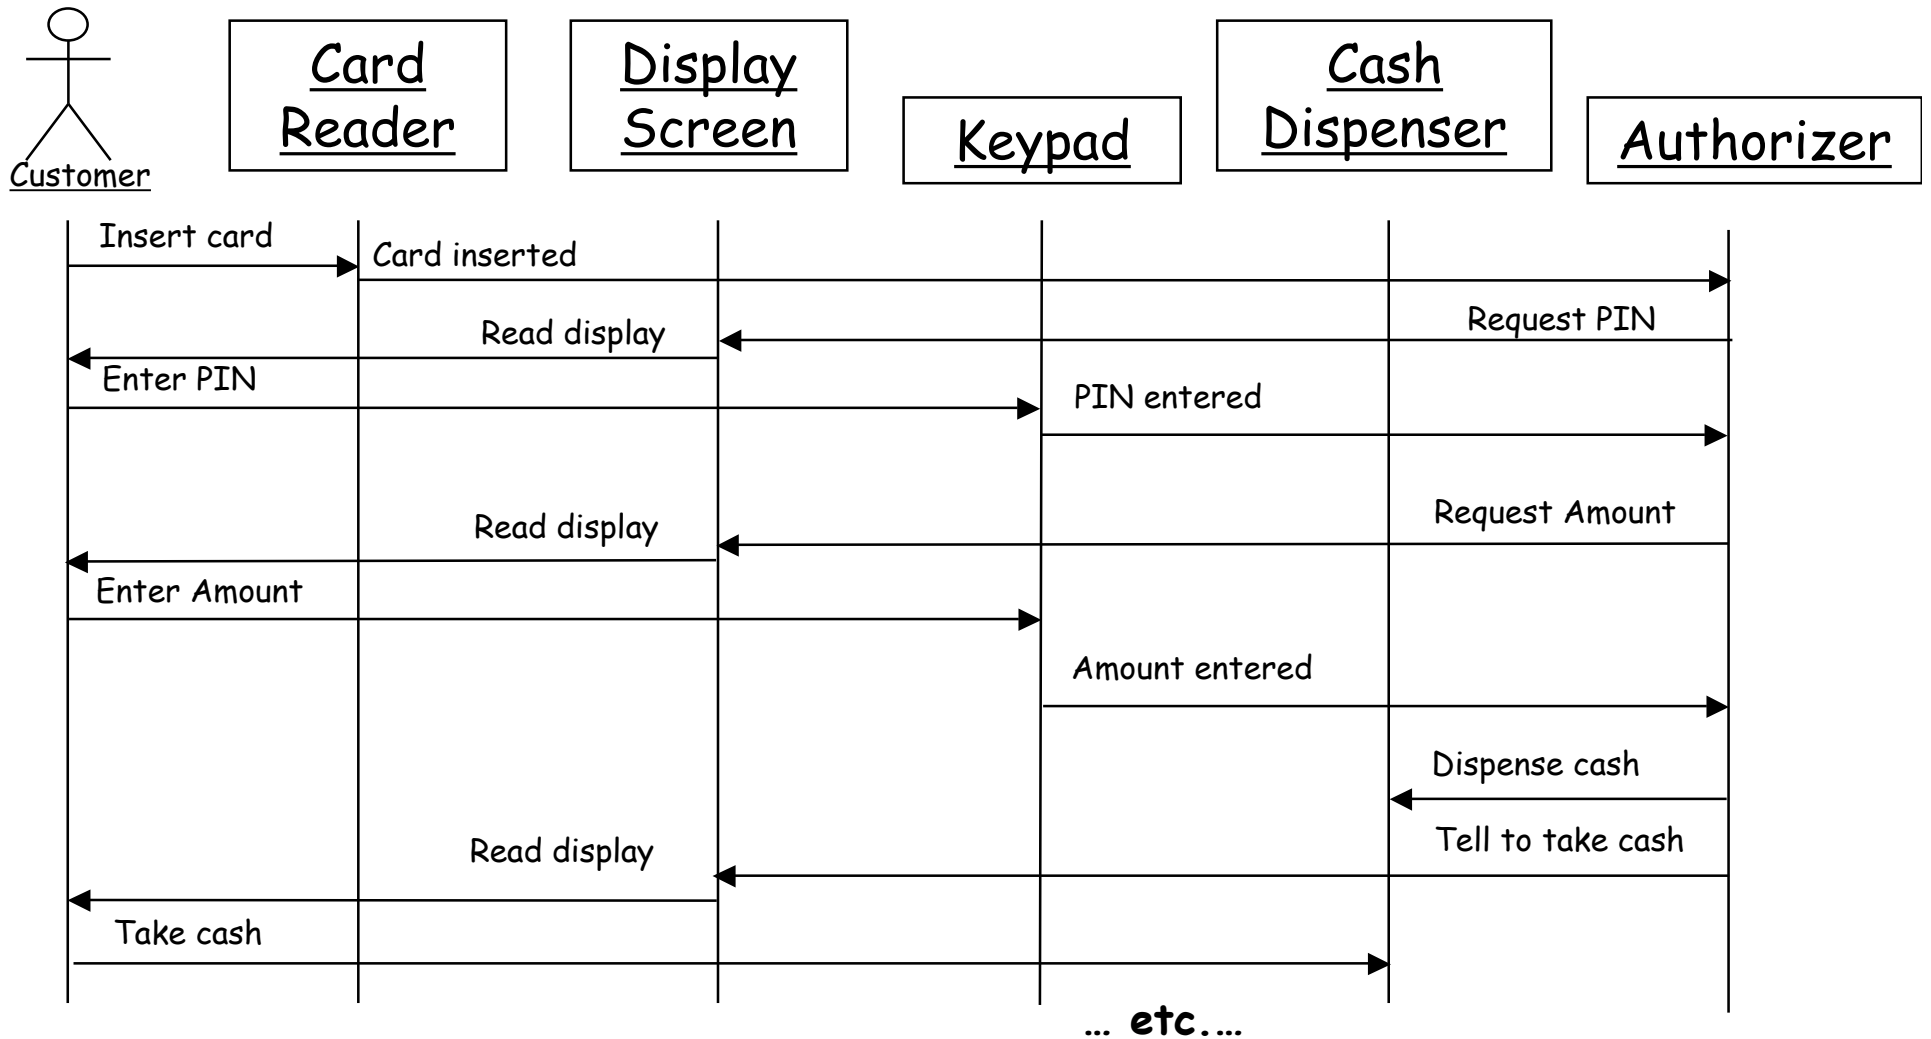 Customer
Card
Reader
Display
Screen
Keypad
Cash
Dispenser
Authorizer
Insert card
Card inserted
Request PIN
Read display
Enter PIN
PIN entered
Request Amount
Read display
Enter Amount
Amount entered
Dispense cash
Tell to take cash
Read display
Take cash
... etc....